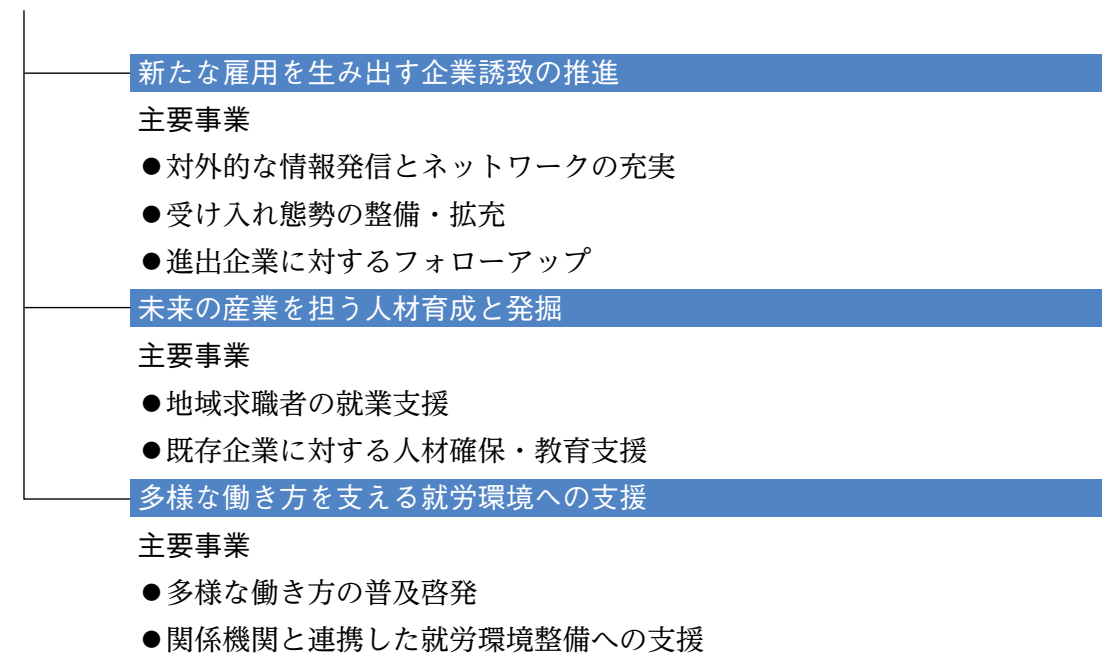 新たな雇用を生み出す企業誘致の推進
主要事業
●対外的な情報発信とネットワークの充実
●受け入れ態勢の整備・拡充
●進出企業に対するフォローアップ
未来の産業を担う人材育成と発掘
主要事業
●地域求職者の就業支援
●既存企業に対する人材確保・教育支援
多様な働き方を支える就労環境への支援
主要事業
●多様な働き方の普及啓発
●関係機関と連携した就労環境整備への支援